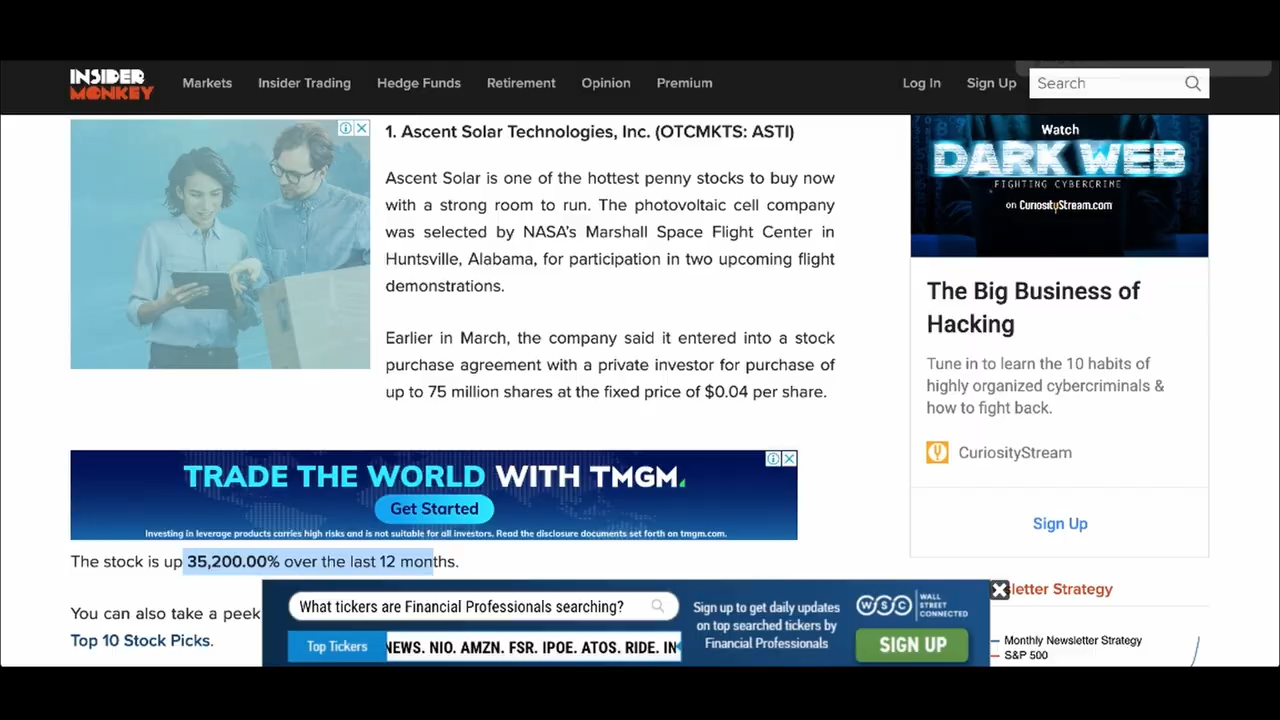 INSIDER
MONKEY
Markets
Insider Trading
Hedge Funds
Retirement
Opinion
Premium
Log In
Sign Up
Search
1. Ascent Solar Technologies, Inc. (OTCMKTS: ASTI)
Ascent Solar is one of the hottest penny stocks to buy now
with a strong room to run. The photovoltaic cell company
was selected by NASA's Marshall Space Flight Center in
Huntsville, Alabama, for participation in two upcoming flight
demonstrations.
Earlier in March, the company said it entered into a stock
purchase agreement with a private investor for purchase of
up to 75 million shares at the fixed price of $0.04 per share.
TRADE THE WORLD WITH TMGM.
Get Started
Investing in leverage products carries high risks and is not suitable for all investors. Read the disclosure documents set forth on tmgm.com.
The stock is up 35,200.00% over the last 12 months.
You can also take a peek
Top 10 Stock Picks.
What tickers are Financial Professionals searching?
Top Tickers
NEWS. NIO. AMZN. FSR. IPOE. ATOS. RIDE. IN
Sign up to get daily updates
on top searched tickers by
Financial Professionals
WSC
WALL
STREET
CONNECTED
SIGN UP
Watch
DARK WEB
FIGHTING CYBERCRIME
on CuriosityStream.com
The Big Business of
Hacking
Tune in to learn the 10 habits of
highly organized cybercriminals &
how to fight back.
CuriosityStream
Sign Up
sletter Strategy
Monthly Newsletter Strategy
S&P 500